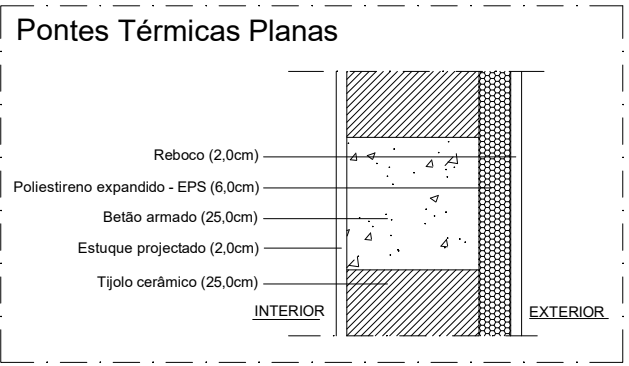 Pontes Térmicas Planas
Reboco (2,0cm)
Poliestireno expandido - EPS (6,0cm)
Betão armado (25,0cm)
Estuque projectado (2,0cm)
Tijolo cerâmico (25,0cm)
INTERIOR
EXTERIOR